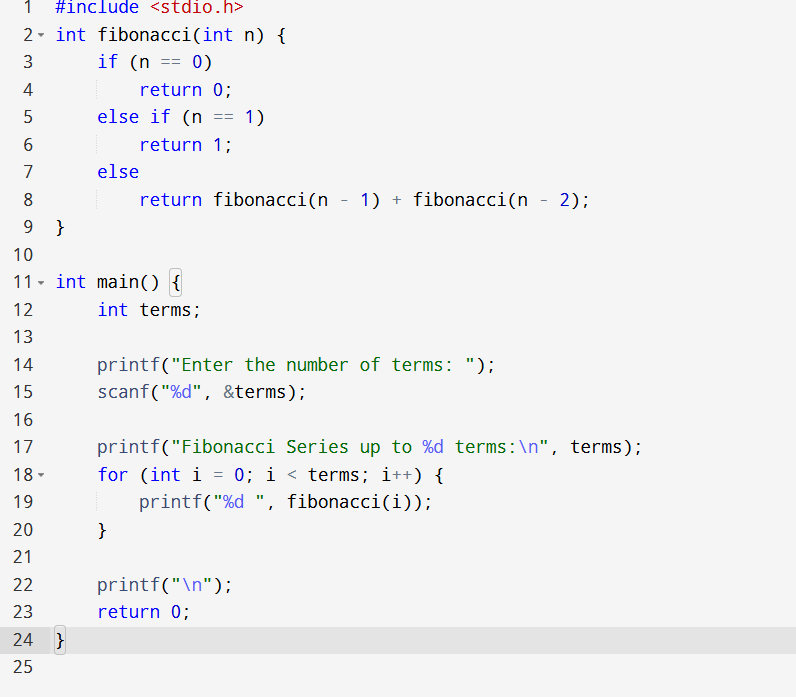 1 #include <stdio.h>
2 int fibonacci(int n) {
3     if (n == 0)
4         return 0;
5     else if (n == 1)
6         return 1;
7     else
8         return fibonacci(n - 1) + fibonacci(n - 2);
9 }
10
11 int main() {
12     int terms;
13
14     printf("Enter the number of terms: ");
15     scanf("%d", &terms);
16
17     printf("Fibonacci Series up to %d terms:\n", terms);
18     for (int i = 0; i < terms; i++) {
19         printf("%d ", fibonacci(i));
20     }
21
22     printf("\n");
23     return 0;
24 }
25